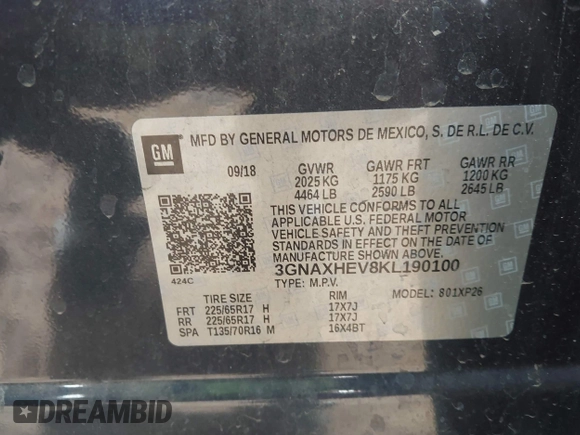 GM
MFD BY GENERAL MOTORS DE MEXICO, S. DE R.L. DE C.V.
09/18 GVWR GAWR FRT GAWR RR
2025 KG 1175 KG 1200 KG
4464 LB 2590 LB 2645 LB
THIS VEHICLE CONFORMS TO ALL
APPLICABLE U.S. FEDERAL MOTOR
VEHICLE SAFETY AND THEFT PREVENTION
STANDARDS IN EFFECT ON THE DATE OF
MANUFACTURE SHOWN ABOVE.
3GNAXHEV8KL190100
424C
TYPE: M.P.V. MODEL: 801XP26
TIRE SIZE RIM
FRT 225/65R17 H 17X7J
RR 225/65R17 H 17X7J
SPA T135/70R16 M 16X4BT
DREAMBID